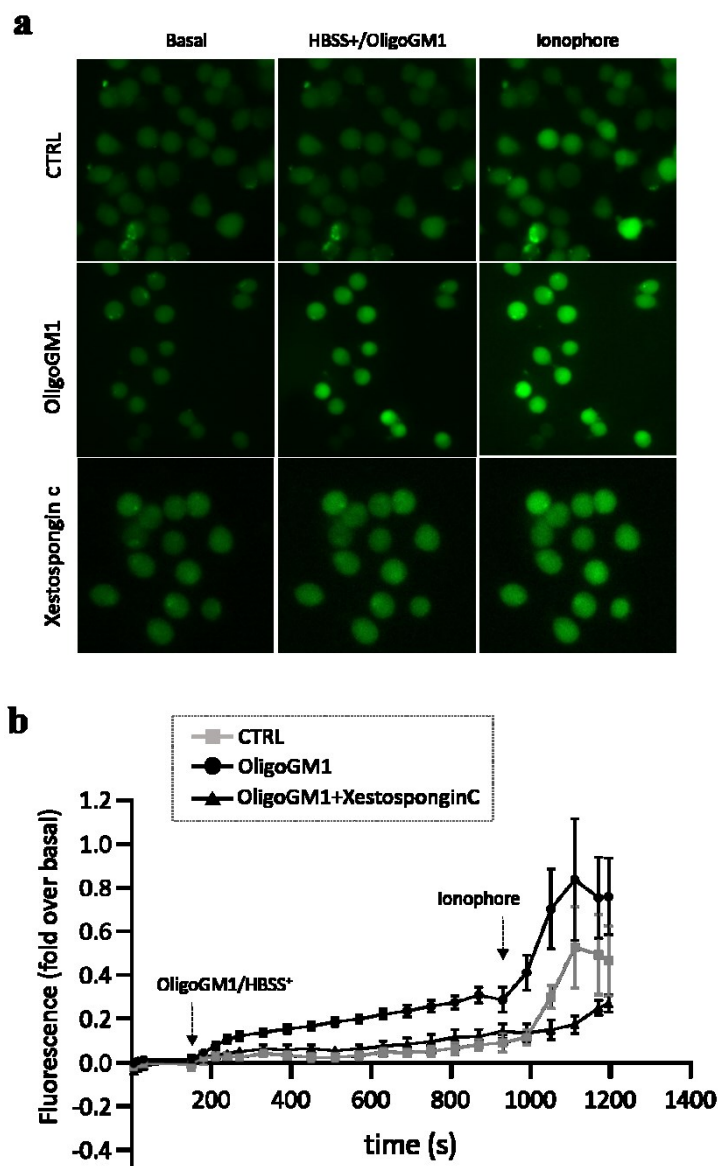 a
Basal
HBSS+/OligoGM1
Ionophore
CTRL
OligoGM1
Xestospongin c
b
CTRL
OligoGM1
OligoGM1+XestosponginC
Fluorescence (fold over basal)
1.2
1.0
0.8
0.6
0.4
0.2
0.0
-0.2
-0.4
OligoGM1/HBSS⁺
Ionophore
200
400
600
800
1000
1200
1400
time (s)